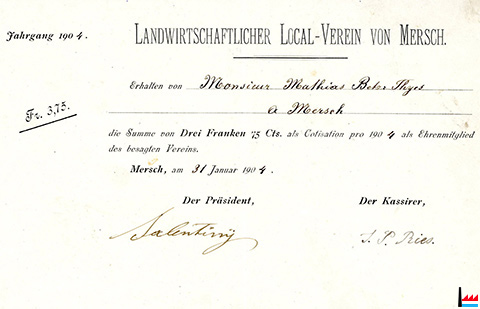 Jahrgang 1904.
LANDWIRTSCHAFTLICHER LOCAL-VEREIN VON MERSCH.
Erhalten von Monsieur Mathias Thyes
a Mersch
Fr. 3,75.
die Summe von Drei Franken 75 Cts. als Cotisation pro 1904 als Ehrenmitglied
des besagten Vereins.
Mersch, am 31 Januar 1904.
Der Präsident, Der Kassirer,
Salentiny J. P. Ries.